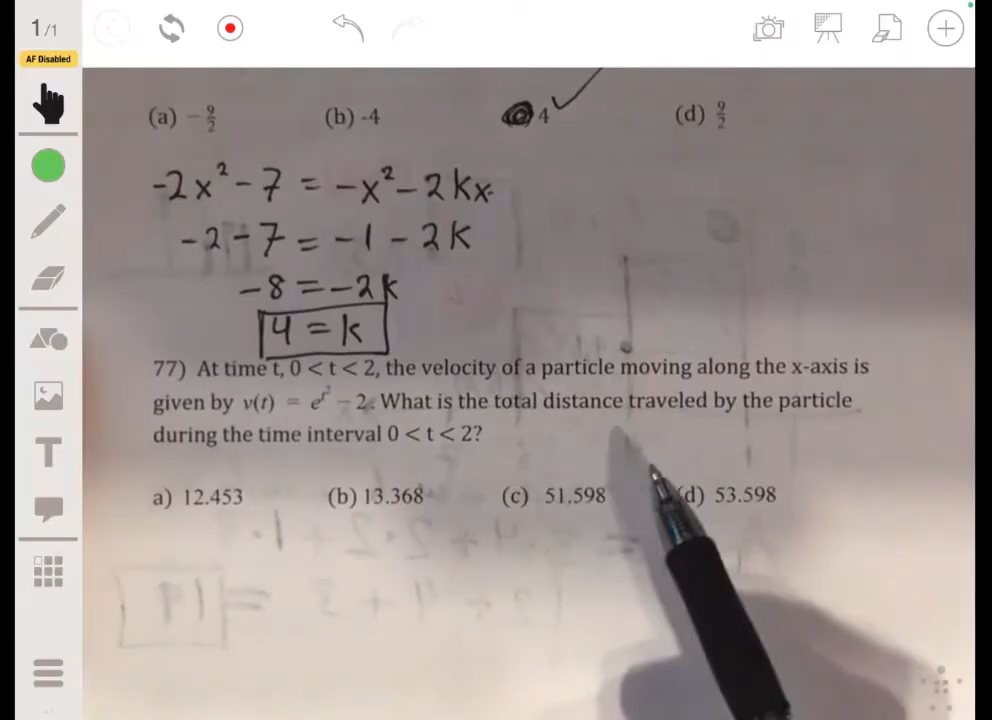 1/1
AF Disabled
(a) -9/2 (b) -4 4 (d) 9/2
-2x² - 7 = -x² - 2kx
-2 - 7 = -1 - 2k
-8 = -2k
4 = k
77) At time t, 0 < t < 2, the velocity of a particle moving along the x-axis is
given by v(t) = e^t² - 2. What is the total distance traveled by the particle
during the time interval 0 < t < 2?
a) 12.453 (b) 13.368 (c) 51.598 (d) 53.598
T